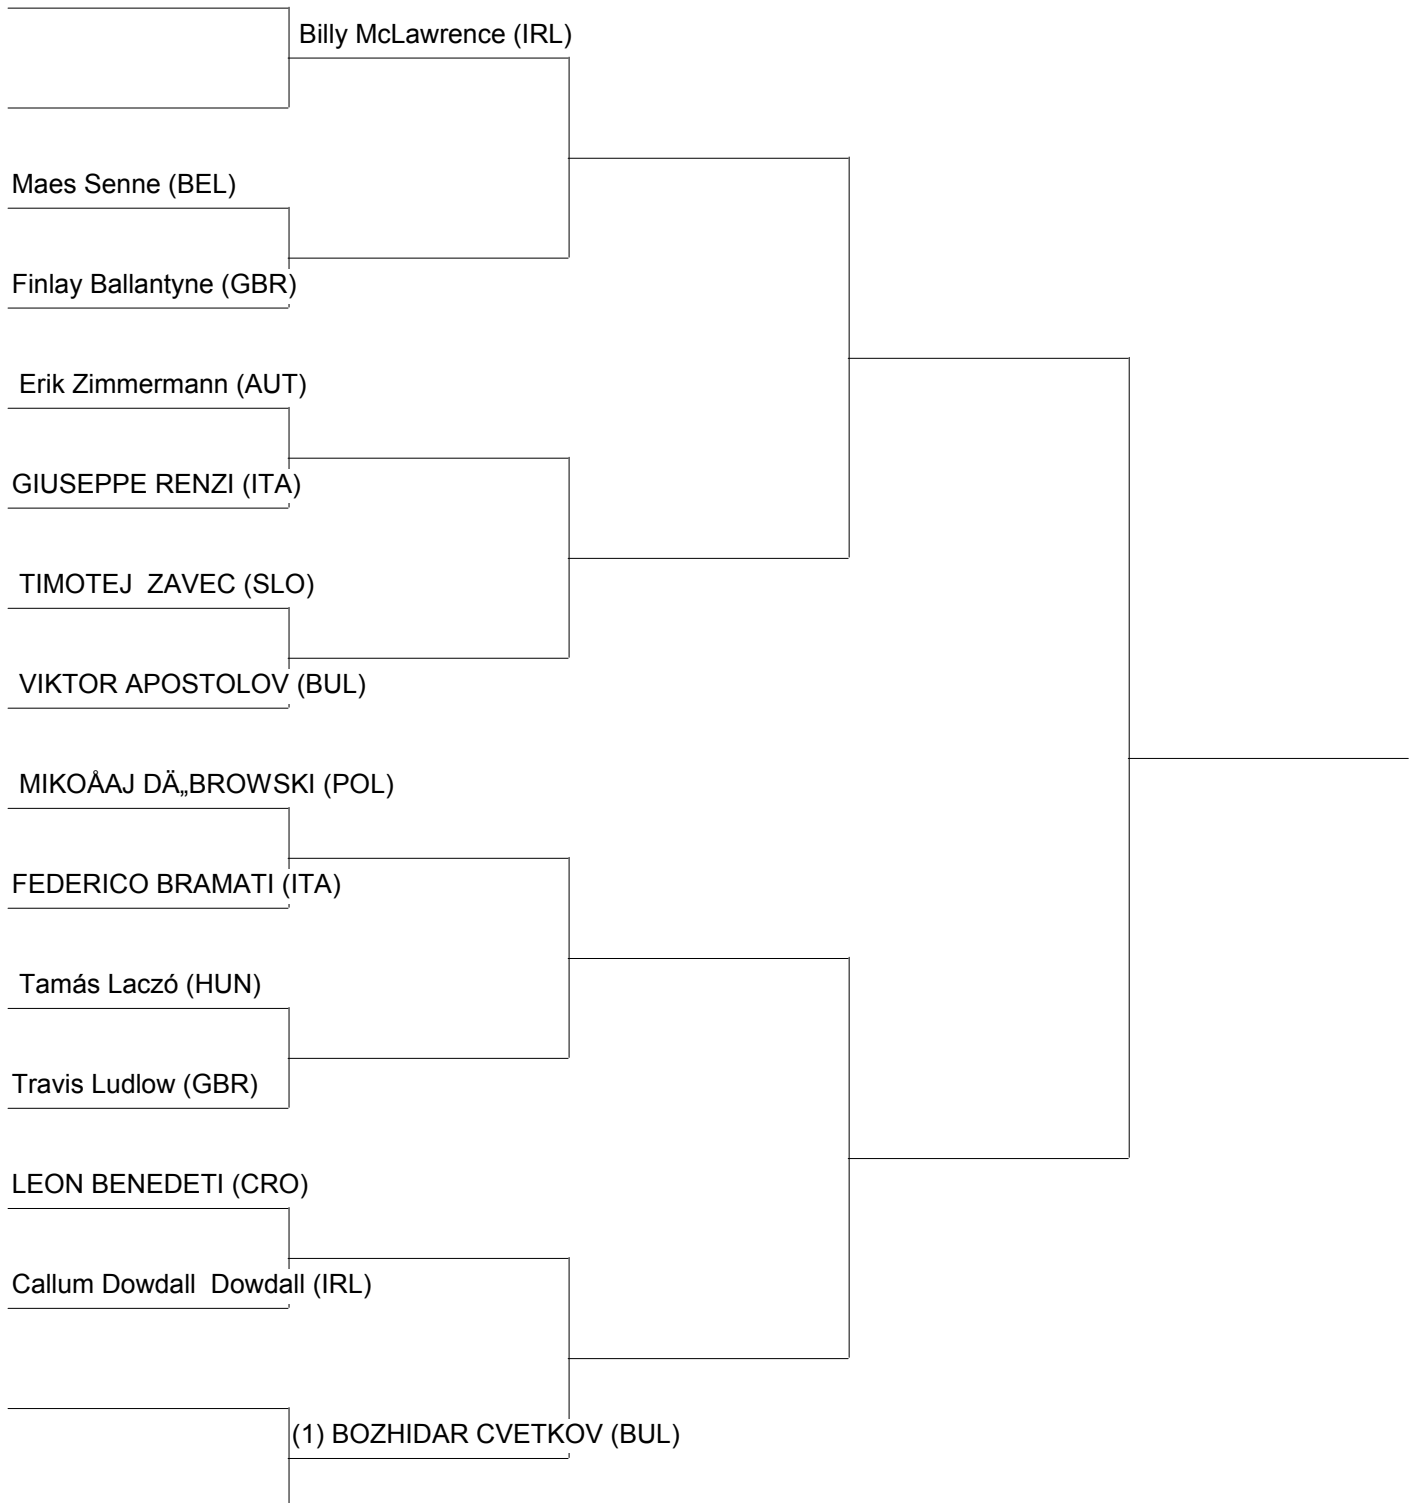 Billy McLawrence (IRL)
Maes Senne (BEL)
Finlay Ballantyne (GBR)
Erik Zimmermann (AUT)
GIUSEPPE RENZI (ITA)
TIMOTEJ  ZAVEC (SLO)
VIKTOR APOSTOLOV (BUL)
MIKOÅAJ DÄ„BROWSKI (POL)
FEDERICO BRAMATI (ITA)
Tamás Laczó (HUN)
Travis Ludlow (GBR)
LEON BENEDETI (CRO)
Callum Dowdall  Dowdall (IRL)
(1) BOZHIDAR CVETKOV (BUL)